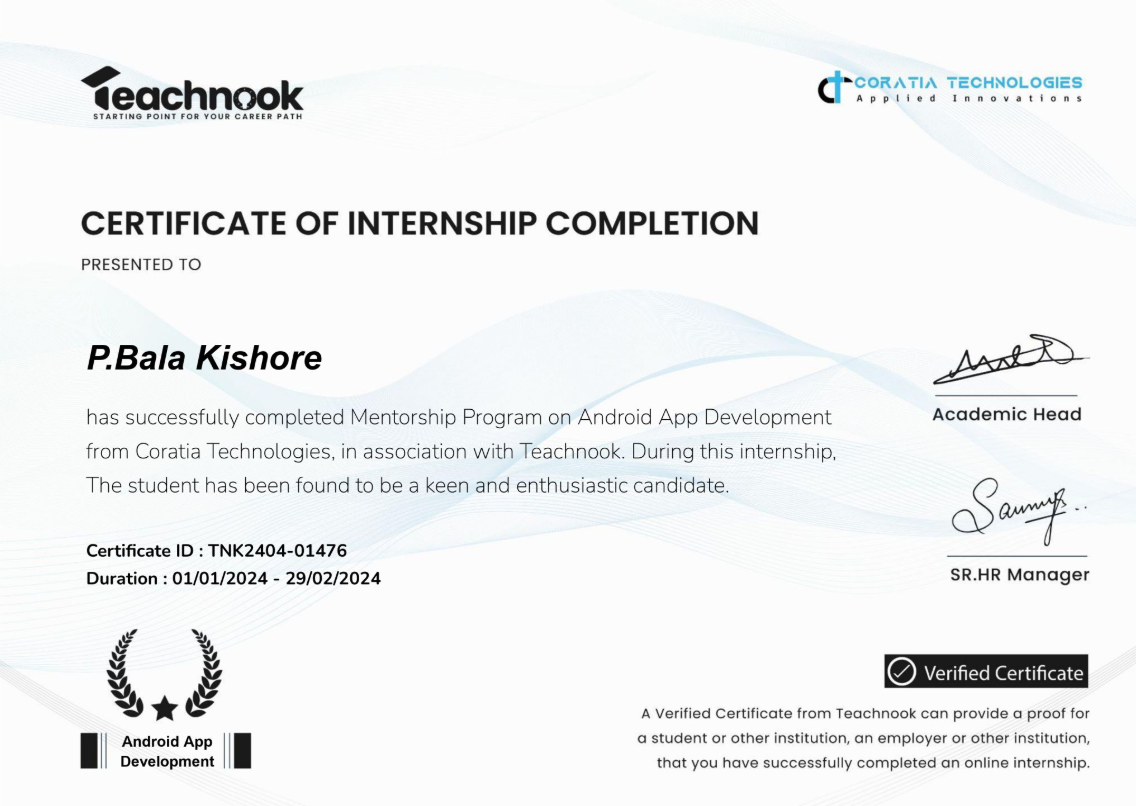 Teachnook
STARTING POINT FOR YOUR CAREER PATH
CORATIA TECHNOLOGIES
Applied Innovations
CERTIFICATE OF INTERNSHIP COMPLETION
PRESENTED TO
P.Bala Kishore
has successfully completed Mentorship Program on Android App Development
from Coratia Technologies, in association with Teachnook. During this internship,
The student has been found to be a keen and enthusiastic candidate.
Certificate ID : TNK2404-01476
Duration : 01/01/2024 - 29/02/2024
Academic Head
SR.HR Manager
Android App
Development
Verified Certificate
A Verified Certificate from Teachnook can provide a proof for
a student or other institution, an employer or other institution,
that you have successfully completed an online internship.